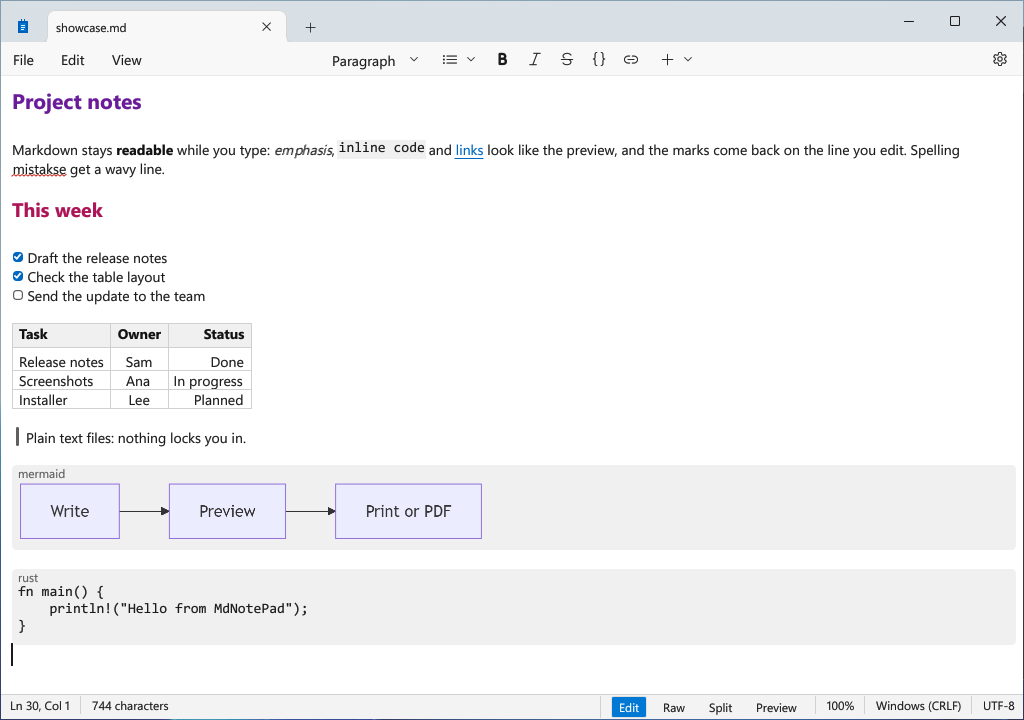 showcase.md
File Edit View Paragraph B I S {}
Project notes
Markdown stays readable while you type: emphasis, inline code and links look like the preview, and the marks come back on the line you edit. Spelling
mistakse get a wavy line.
This week
Draft the release notes
Check the table layout
Send the update to the team
Task Owner Status
Release notes Sam Done
Screenshots Ana In progress
Installer Lee Planned
Plain text files: nothing locks you in.
mermaid
Write Preview Print or PDF
rust
fn main() {
    println!("Hello from MdNotePad");
}
Ln 30, Col 1 744 characters Edit Raw Split Preview 100% Windows (CRLF) UTF-8